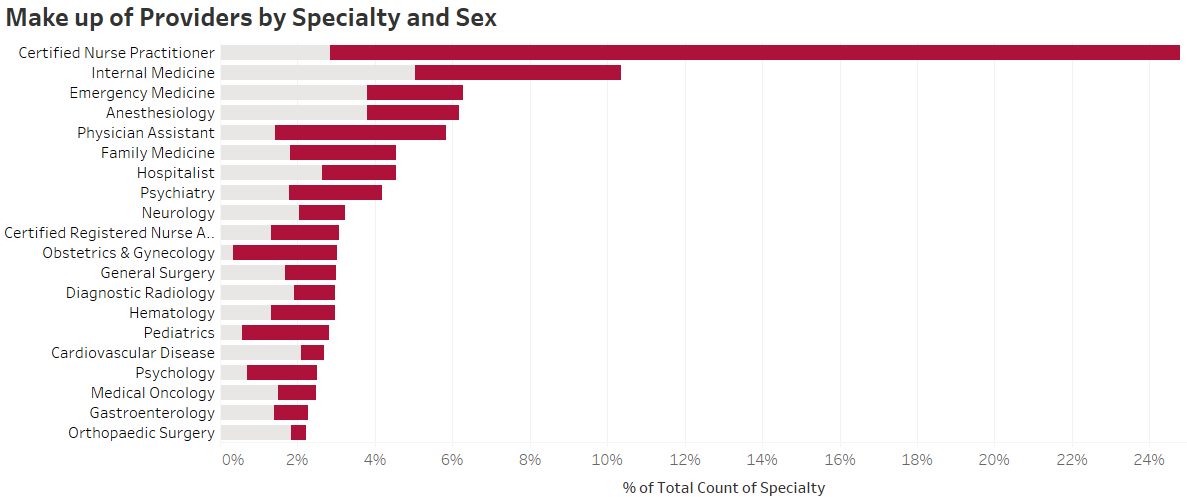 Make up of Providers by Specialty and Sex
Certified Nurse Practitioner
Internal Medicine
Emergency Medicine
Anesthesiology
Physician Assistant
Family Medicine
Hospitalist
Psychiatry
Neurology
Certified Registered Nurse A..
Obstetrics & Gynecology
General Surgery
Diagnostic Radiology
Hematology
Pediatrics
Cardiovascular Disease
Psychology
Medical Oncology
Gastroenterology
Orthopaedic Surgery
0% 2% 4% 6% 8% 10% 12% 14% 16% 18% 20% 22% 24%
% of Total Count of Specialty